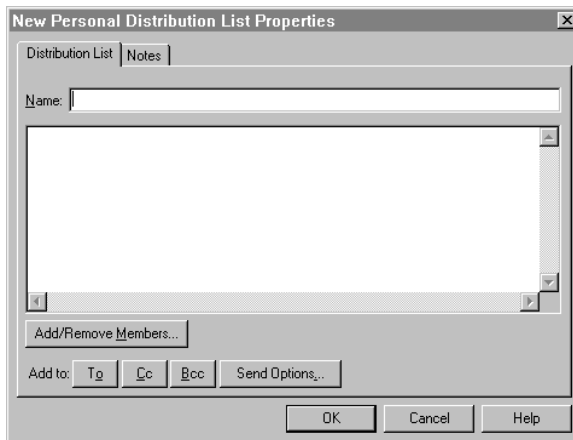 New Personal Distribution List Properties
Distribution List Notes
Name:
Add/Remove Members...
Add to: To Cc Bcc Send Options...
OK Cancel Help